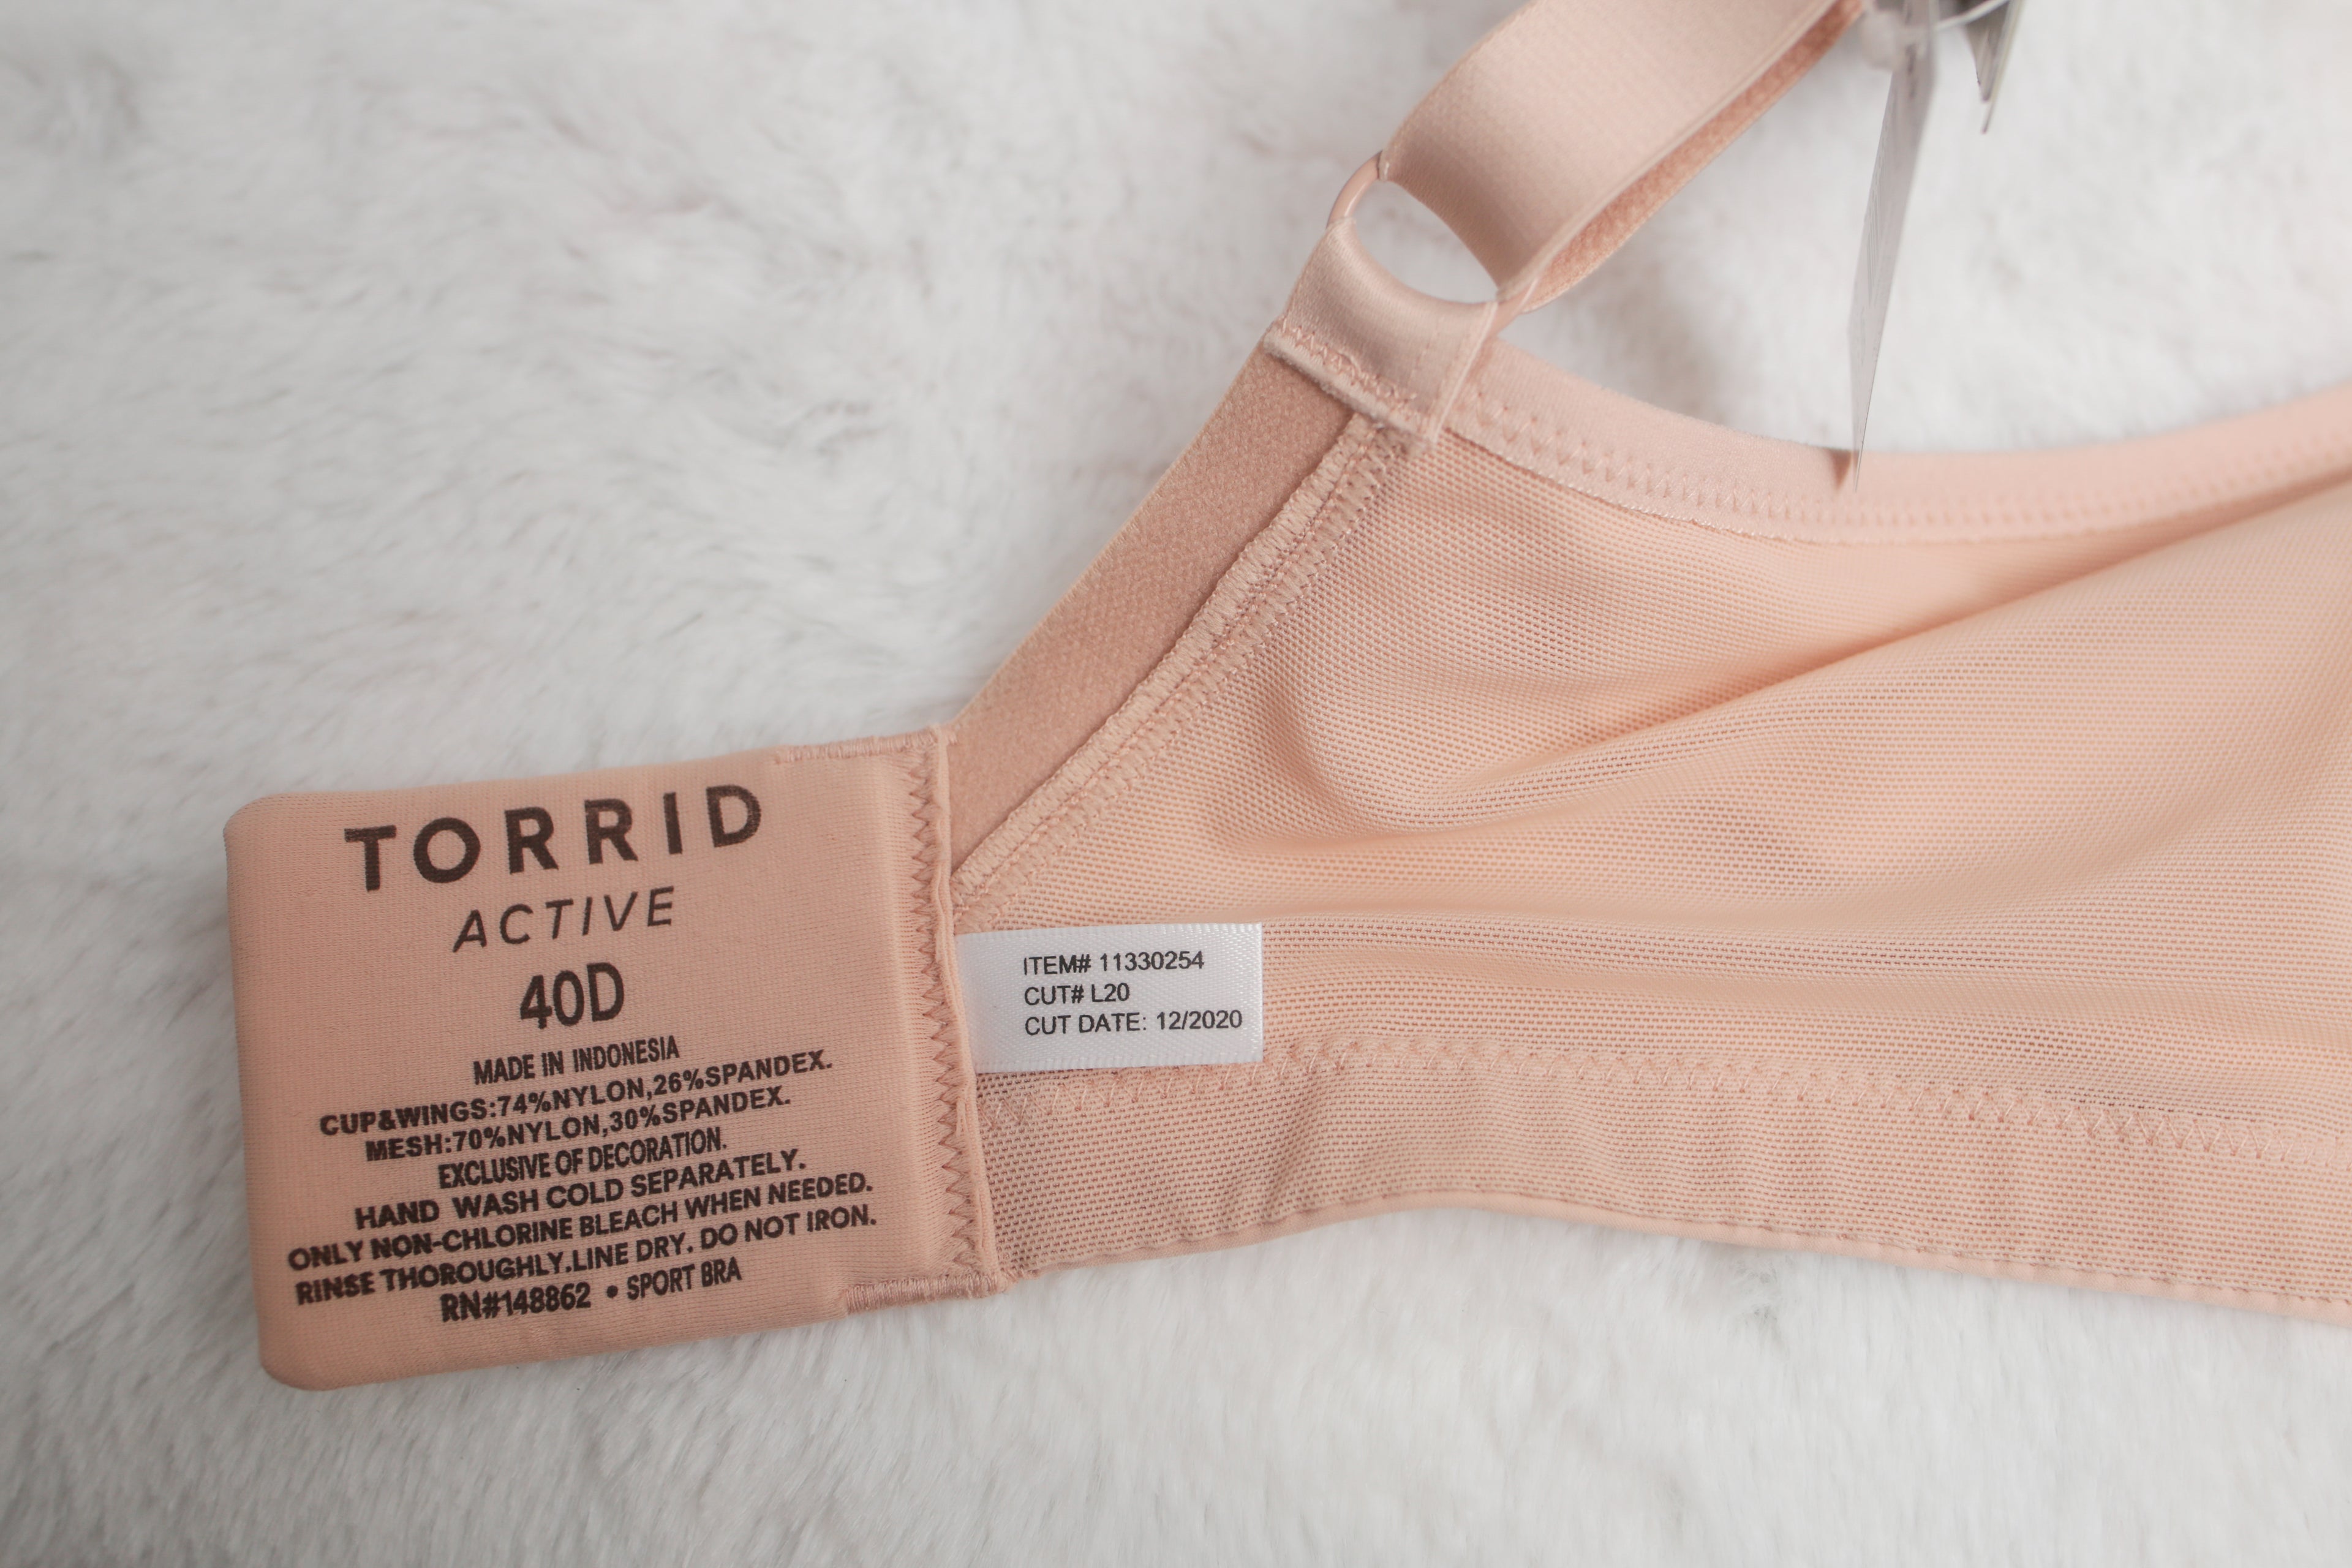 TORRID
ACTIVE
40D
MADE IN INDONESIA
CUP&WINGS:74%NYLON,26%SPANDEX.
MESH:70%NYLON,30%SPANDEX.
EXCLUSIVE OF DECORATION.
HAND WASH COLD SEPARATELY.
ONLY NON-CHLORINE BLEACH WHEN NEEDED.
RINSE THOROUGHLY.LINE DRY. DO NOT IRON.
RN#148862 • SPORT BRA
ITEM# 11330254
CUT# L20
CUT DATE: 12/2020